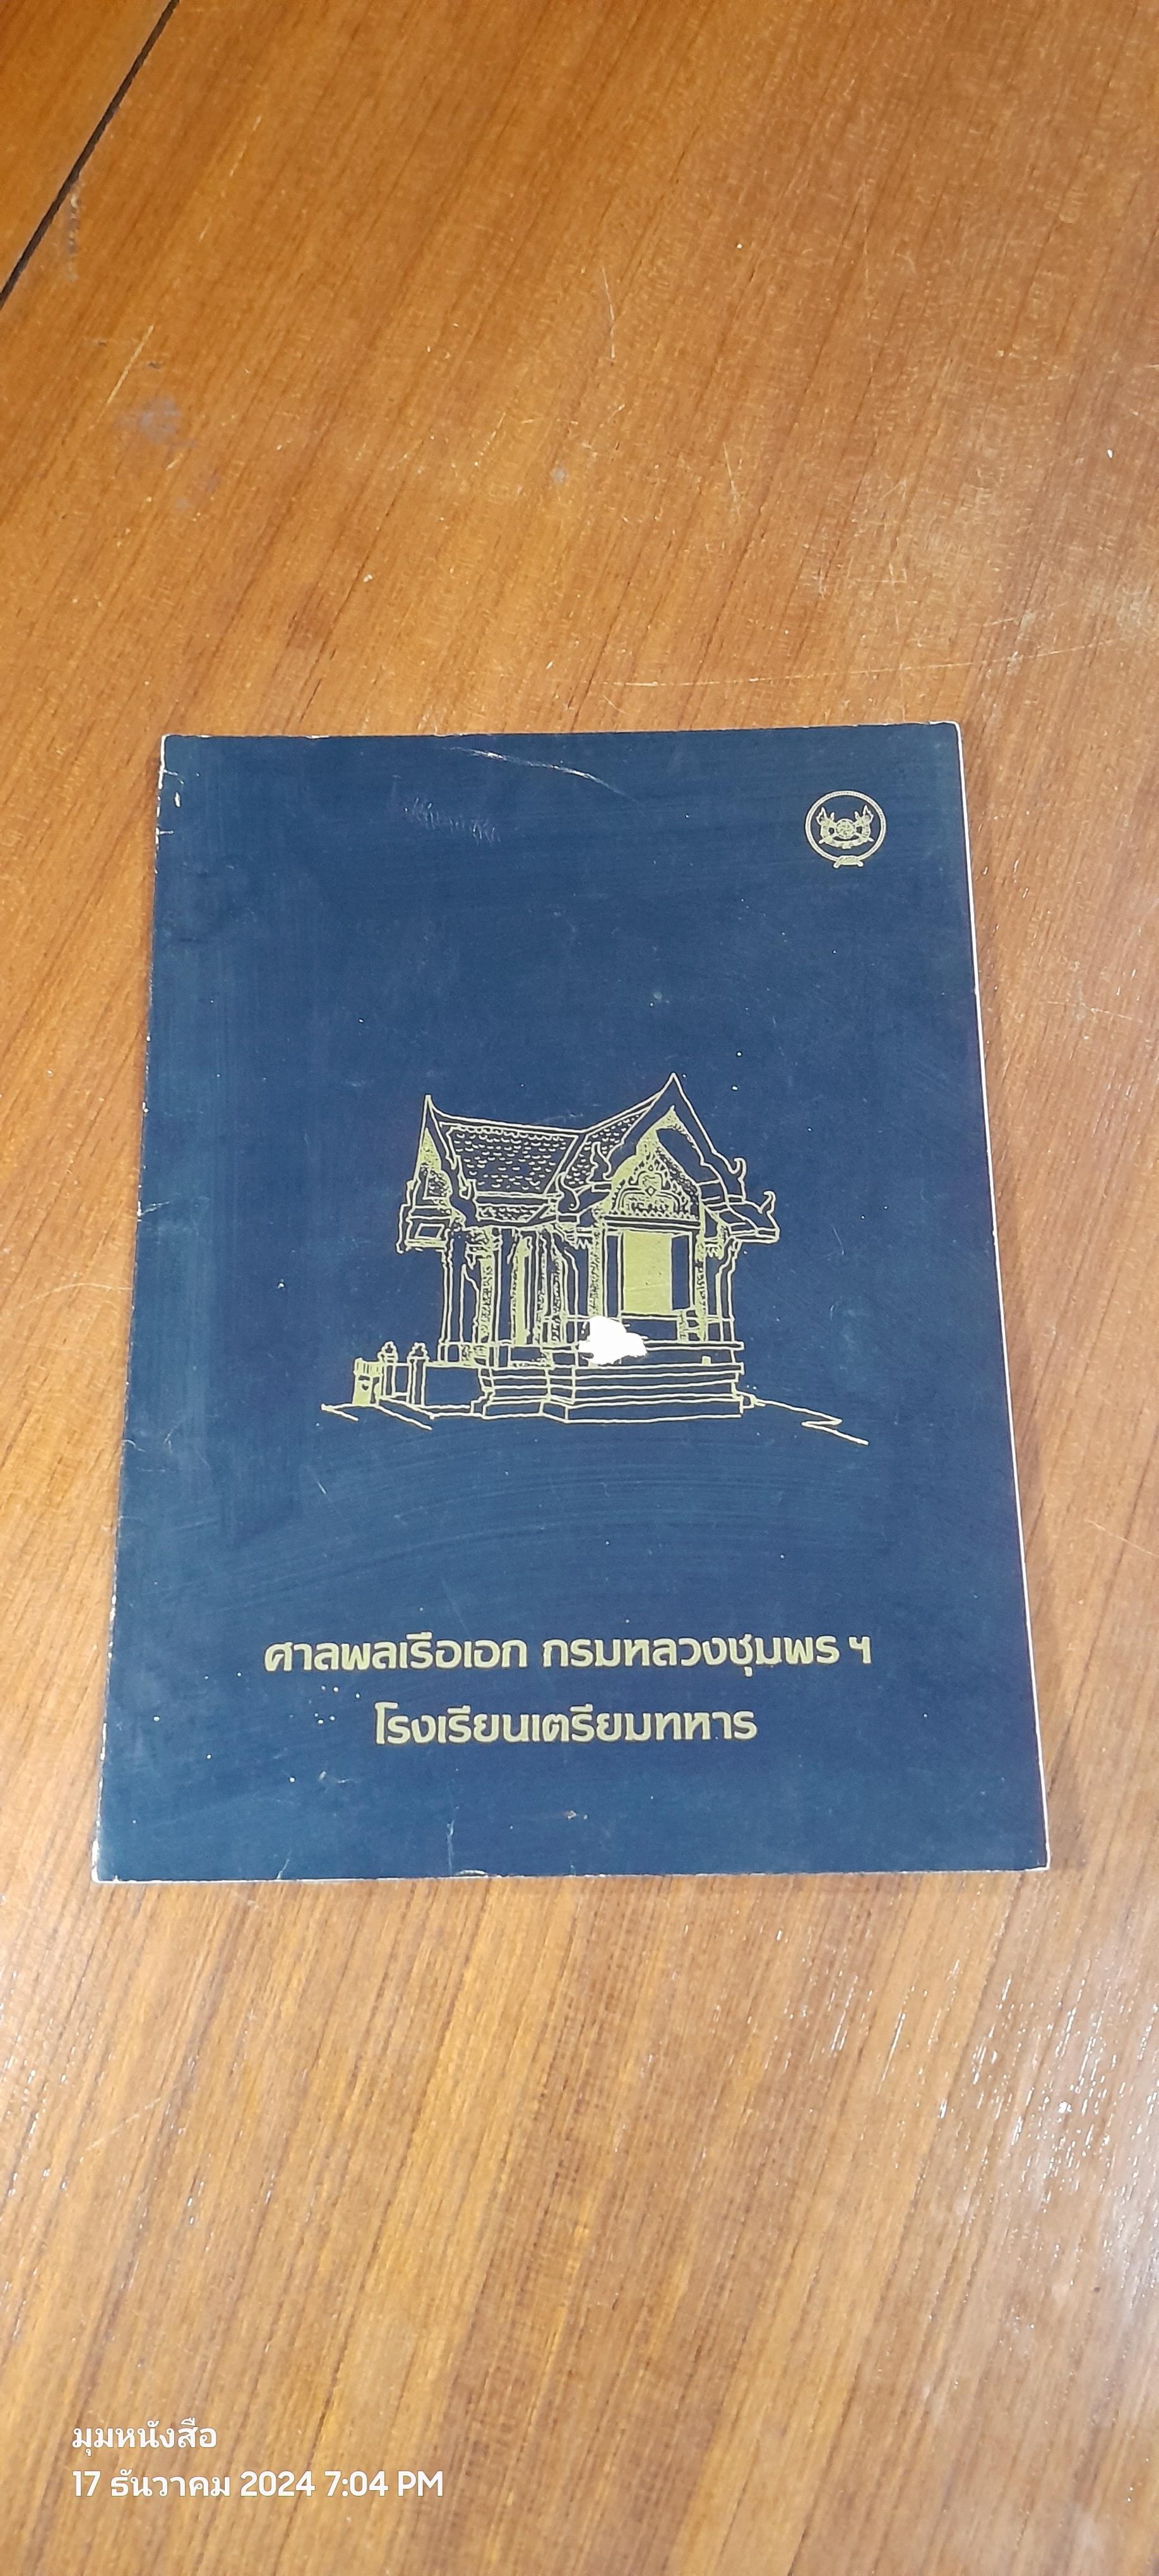 ศาลพลเรือเอก กรมหลวงชุมพร ฯ
โรงเรียนเตรียมทหาร
มุมหนังสือ
17 ธันวาคม 2024 7:04 PM